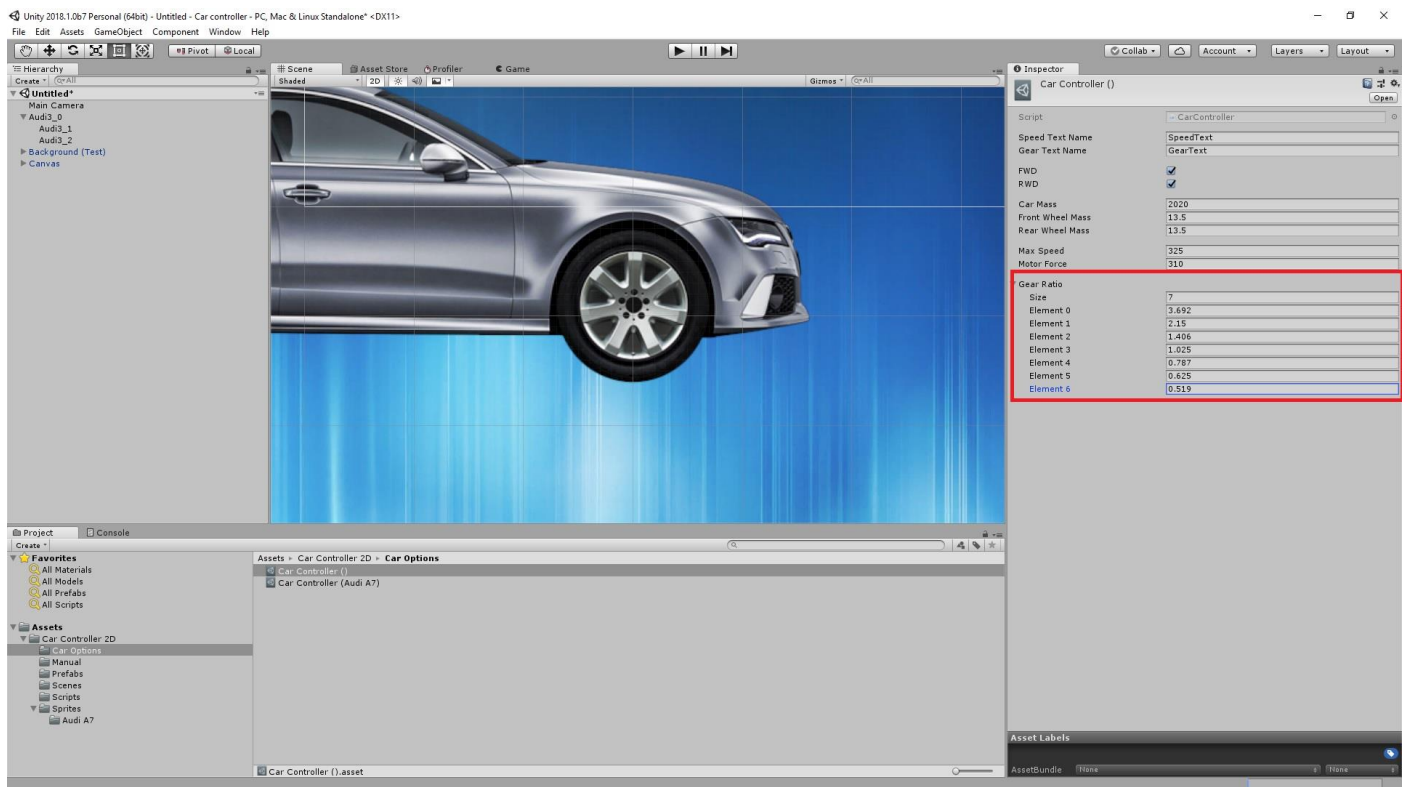 Unity 2018.1.0b7 Personal (64bit) - Untitled - Car controller - PC, Mac & Linux Standalone* <DX11>
File Edit Assets GameObject Component Window Help
Pivot Local Collab Account Layers Layout
Hierarchy
Create All
Untitled*
Main Camera
Audi3_0
Audi3_1
Audi3_2
Background (Test)
Canvas
Scene Asset Store Profiler Game
Shaded 2D Gizmos All
Inspector
Car Controller ()
Open
Script CarController
Speed Text Name SpeedText
Gear Text Name GearText
FWD
RWD
Car Mass 2020
Front Wheel Mass 13.5
Rear Wheel Mass 13.5
Max Speed 325
Motor Force 310
Gear Ratio
Size 7
Element 0 3.692
Element 1 2.15
Element 2 1.406
Element 3 1.025
Element 4 0.787
Element 5 0.625
Element 6 0.519
Project Console
Create
Favorites
All Materials
All Models
All Prefabs
All Scripts
Assets
Car Controller 2D
Car Options
Manual
Prefabs
Scenes
Scripts
Sprites
Audi A7
Assets Car Controller 2D Car Options
Car Controller ()
Car Controller (Audi A7)
Car Controller ().asset
Asset Labels
AssetBundle None None